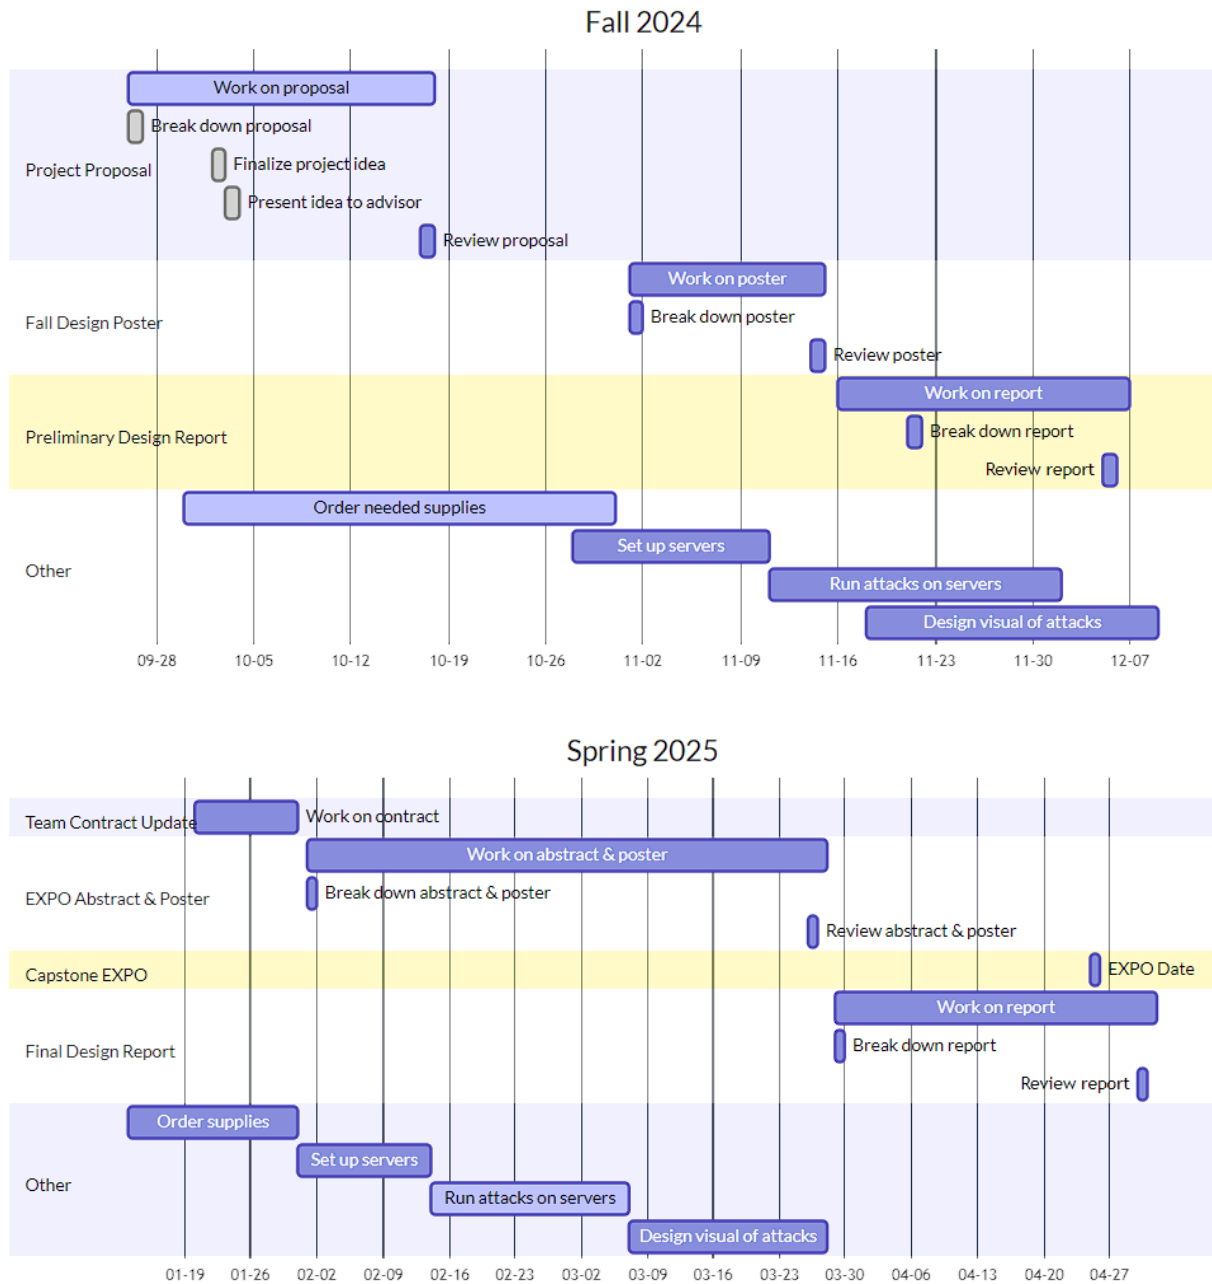 Fall 2024
Work on proposal
Break down proposal
Finalize project idea
Project Proposal
Present idea to advisor
Review proposal
Work on poster
Break down poster
Fall Design Poster
Review poster
Work on report
Break down report
Preliminary Design Report
Review report
Order needed supplies
Set up servers
Other
Run attacks on servers
Design visual of attacks
09-28 10-05 10-12 10-19 10-26 11-02 11-09 11-16 11-23 11-30 12-07
Spring 2025
Team Contract Update Work on contract
Work on abstract & poster
Break down abstract & poster
EXPO Abstract & Poster
Review abstract & poster
Capstone EXPO EXPO Date
Work on report
Break down report
Final Design Report
Review report
Order supplies
Set up servers
Other
Run attacks on servers
Design visual of attacks
01-19 01-26 02-02 02-09 02-16 02-23 03-02 03-09 03-16 03-23 03-30 04-06 04-13 04-20 04-27